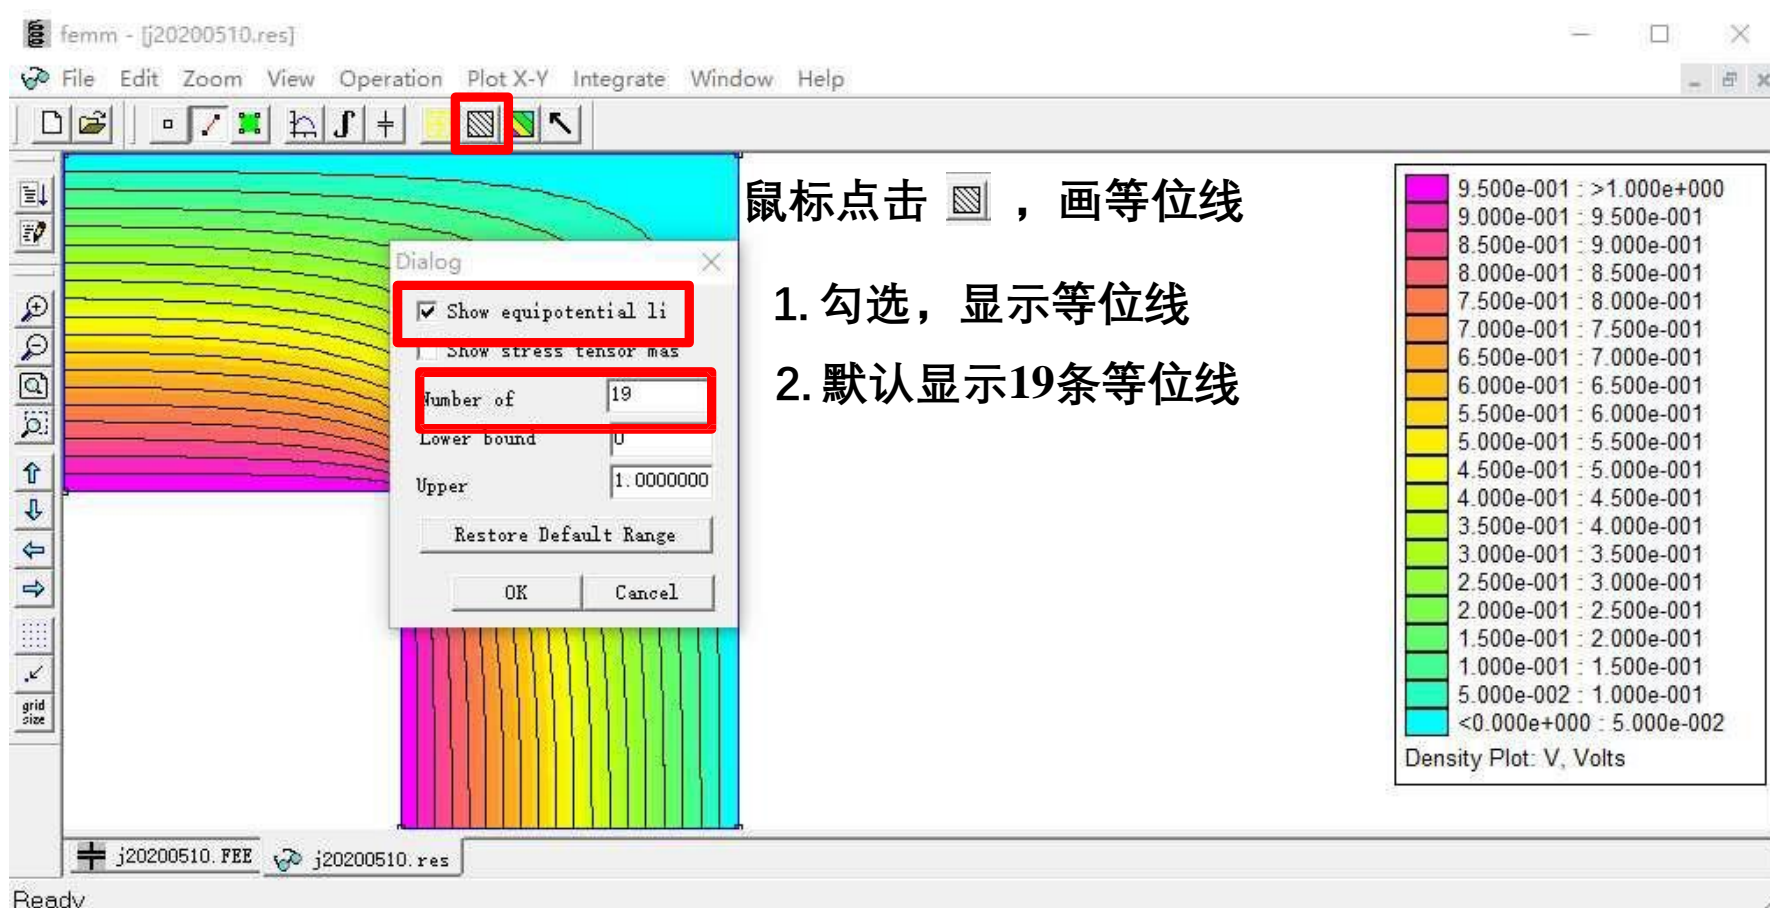 femm - [j20200510.res]
File Edit Zoom View Operation Plot X-Y Integrate Window Help
鼠标点击 ，画等位线
Dialog
Show equipotential li
1. 勾选，显示等位线
Show stress tensor mas
2. 默认显示19条等位线
Number of 19
Lower bound 0
Upper 1.0000000
Restore Default Range
OK Cancel
grid
size
9.500e-001 : >1.000e+000
9.000e-001 : 9.500e-001
8.500e-001 : 9.000e-001
8.000e-001 : 8.500e-001
7.500e-001 : 8.000e-001
7.000e-001 : 7.500e-001
6.500e-001 : 7.000e-001
6.000e-001 : 6.500e-001
5.500e-001 : 6.000e-001
5.000e-001 : 5.500e-001
4.500e-001 : 5.000e-001
4.000e-001 : 4.500e-001
3.500e-001 : 4.000e-001
3.000e-001 : 3.500e-001
2.500e-001 : 3.000e-001
2.000e-001 : 2.500e-001
1.500e-001 : 2.000e-001
1.000e-001 : 1.500e-001
5.000e-002 : 1.000e-001
<0.000e+000 : 5.000e-002
Density Plot: V, Volts
j20200510.FEE j20200510.res
Ready